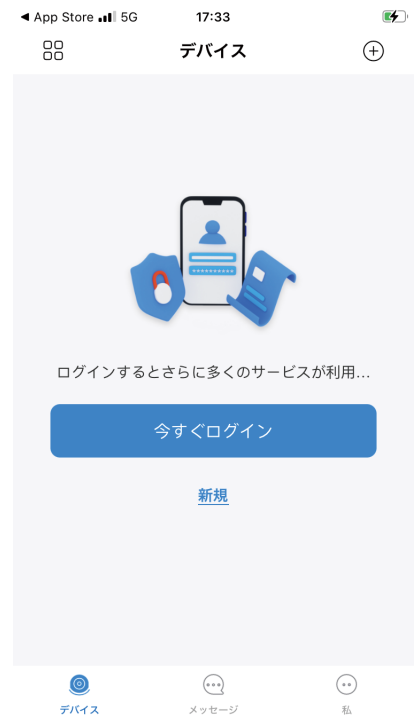 ◀ App Store 5G 17:33
デバイス
ログインするとさらに多くのサービスが利用...
今すぐログイン
新規
デバイス メッセージ 私